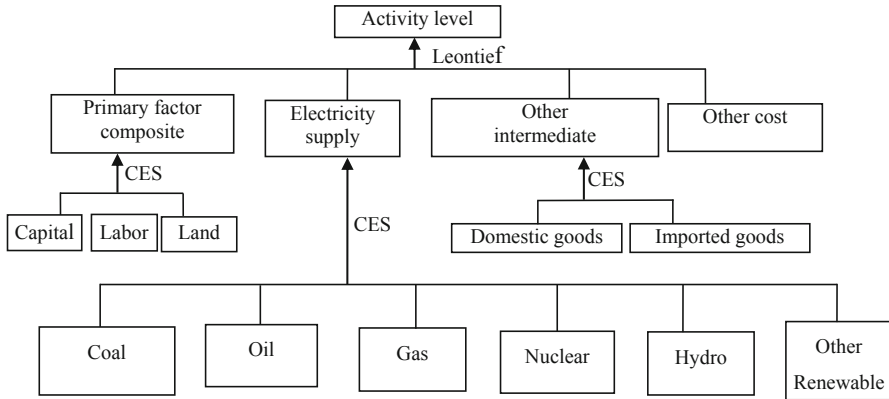 Activity level
Leontief
Primary factor
composite
Electricity
supply
Other
intermediate
Other cost
CES
CES
Capital
Labor
Land
CES
Domestic goods
Imported goods
Coal
Oil
Gas
Nuclear
Hydro
Other
Renewable